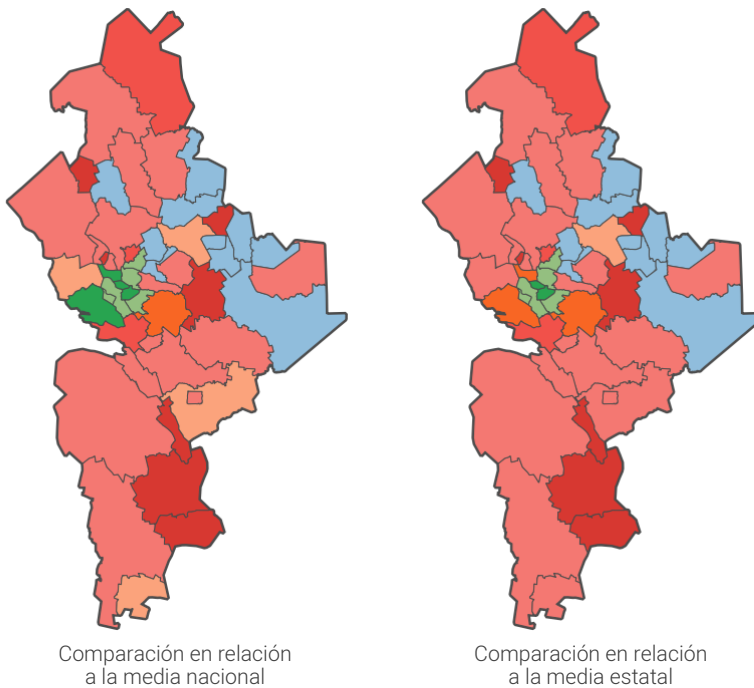 Comparación en relación
a la media nacional
Comparación en relación
a la media estatal